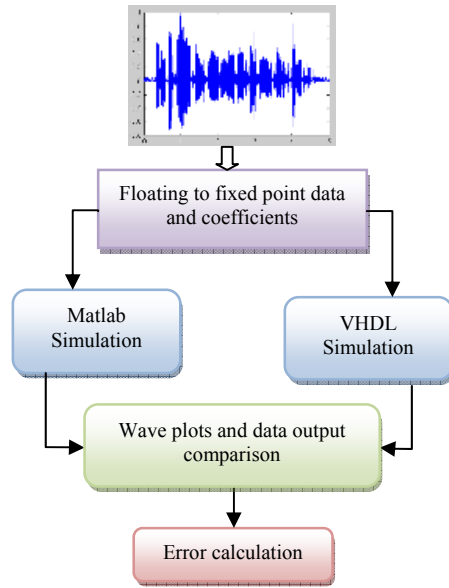 Floating to fixed point data
and coefficients
Matlab
Simulation
VHDL
Simulation
Wave plots and data output
comparison
Error calculation